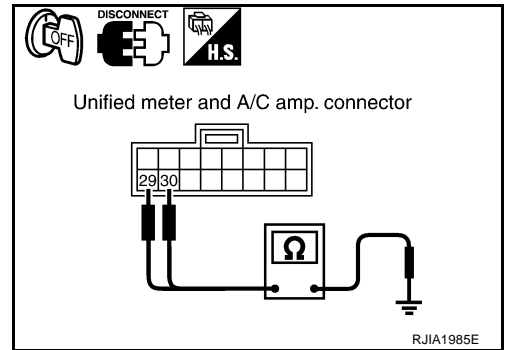 OFF
DISCONNECT
H.S.
Unified meter and A/C amp. connector
29 30
Ω
RJIA1985E